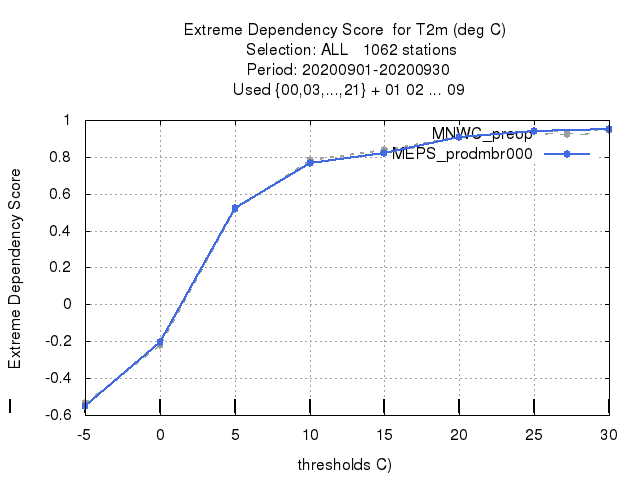 Extreme Dependency Score  for T2m (deg C)
Selection: ALL   1062 stations
Period: 20200901-20200930
Used {00,03,...,21} + 01 02 ... 09
Extreme Dependency Score
1
0.8
0.6
0.4
0.2
0
-0.2
-0.4
-0.6
MNWC_preop
MEPS_prodmbr000
-5
0
5
10
15
20
25
30
thresholds C)